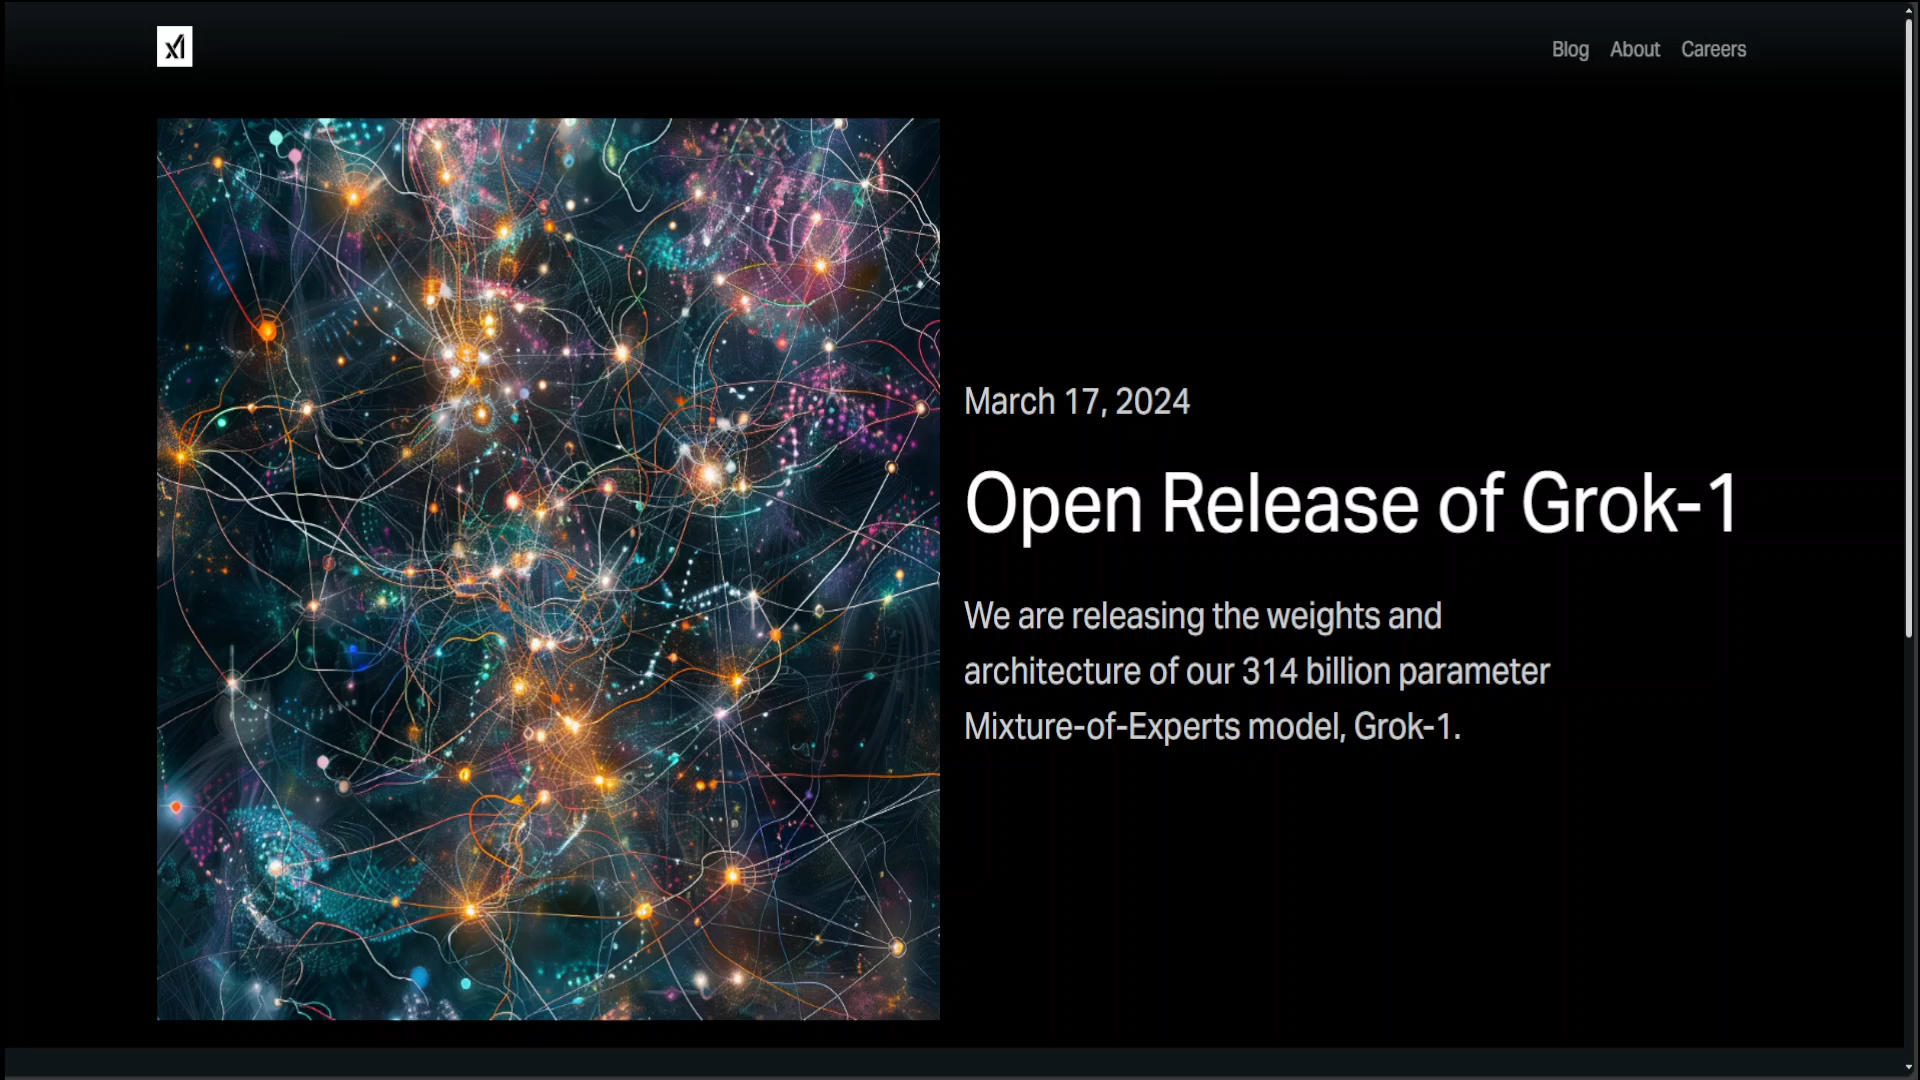 xI
Blog About Careers
March 17, 2024
Open Release of Grok-1
We are releasing the weights and
architecture of our 314 billion parameter
Mixture-of-Experts model, Grok-1.